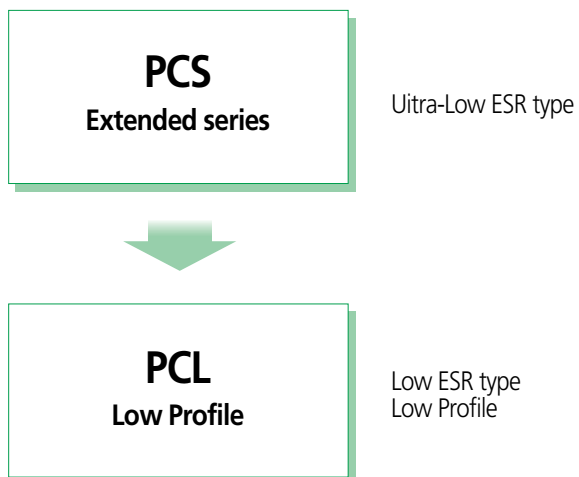 PCS
Extended series
Uitra-Low ESR type
PCL
Low Profile
Low ESR type
Low Profile